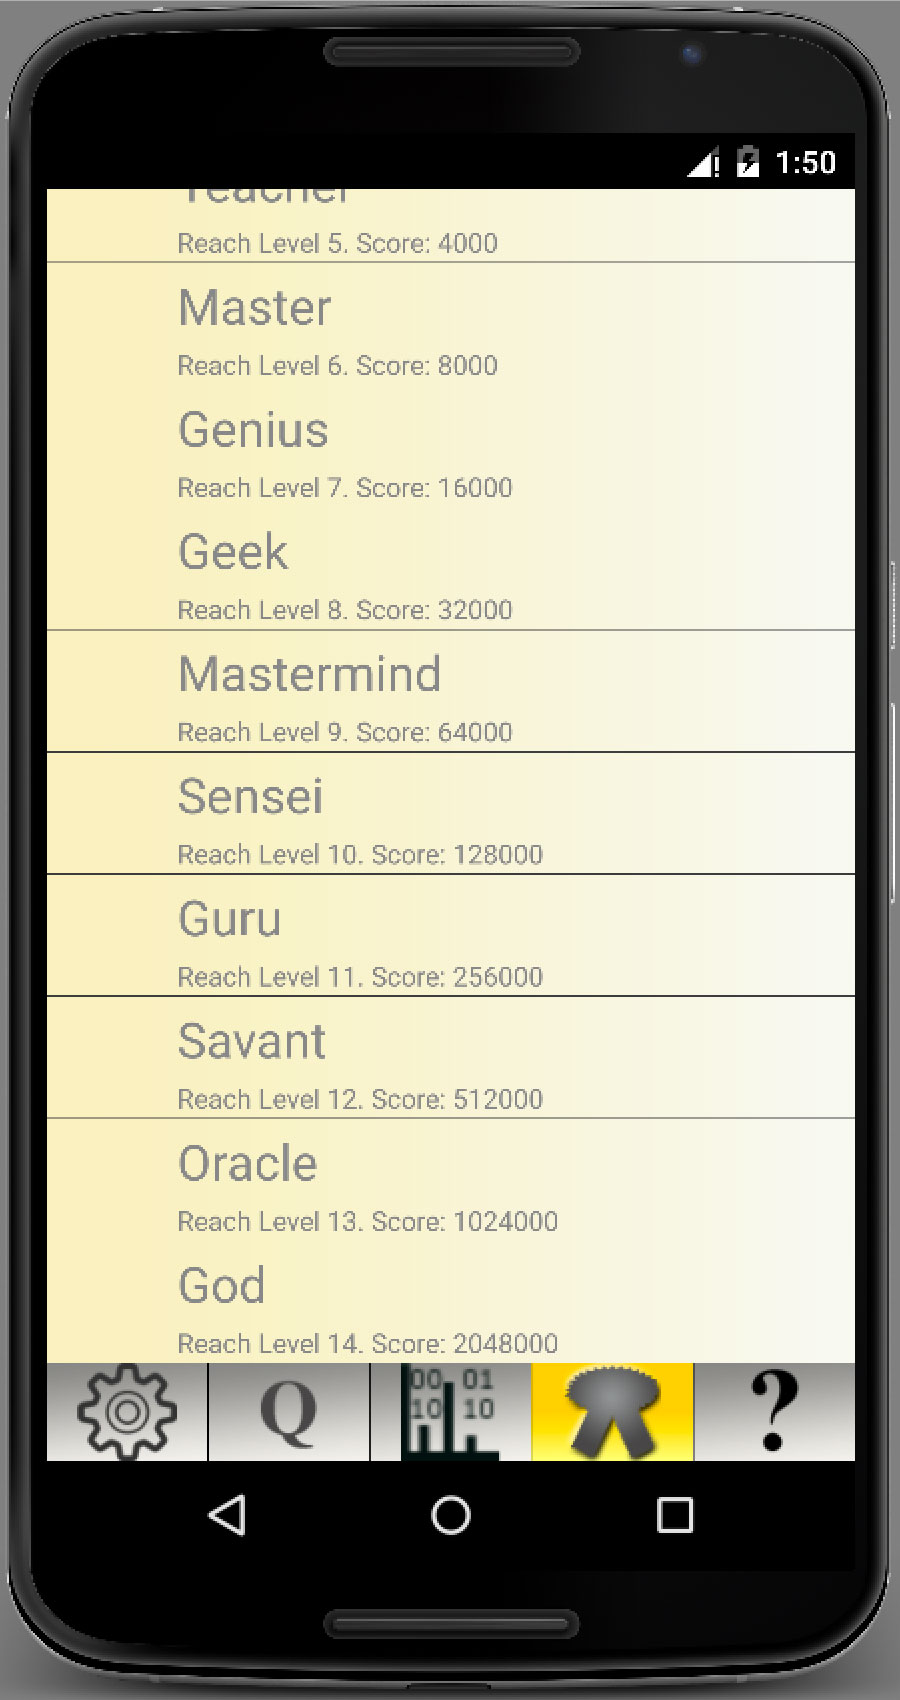 1:50
Teacher
Reach Level 5. Score: 4000
Master
Reach Level 6. Score: 8000
Genius
Reach Level 7. Score: 16000
Geek
Reach Level 8. Score: 32000
Mastermind
Reach Level 9. Score: 64000
Sensei
Reach Level 10. Score: 128000
Guru
Reach Level 11. Score: 256000
Savant
Reach Level 12. Score: 512000
Oracle
Reach Level 13. Score: 1024000
God
Reach Level 14. Score: 2048000
Q
00 01
10 10
?